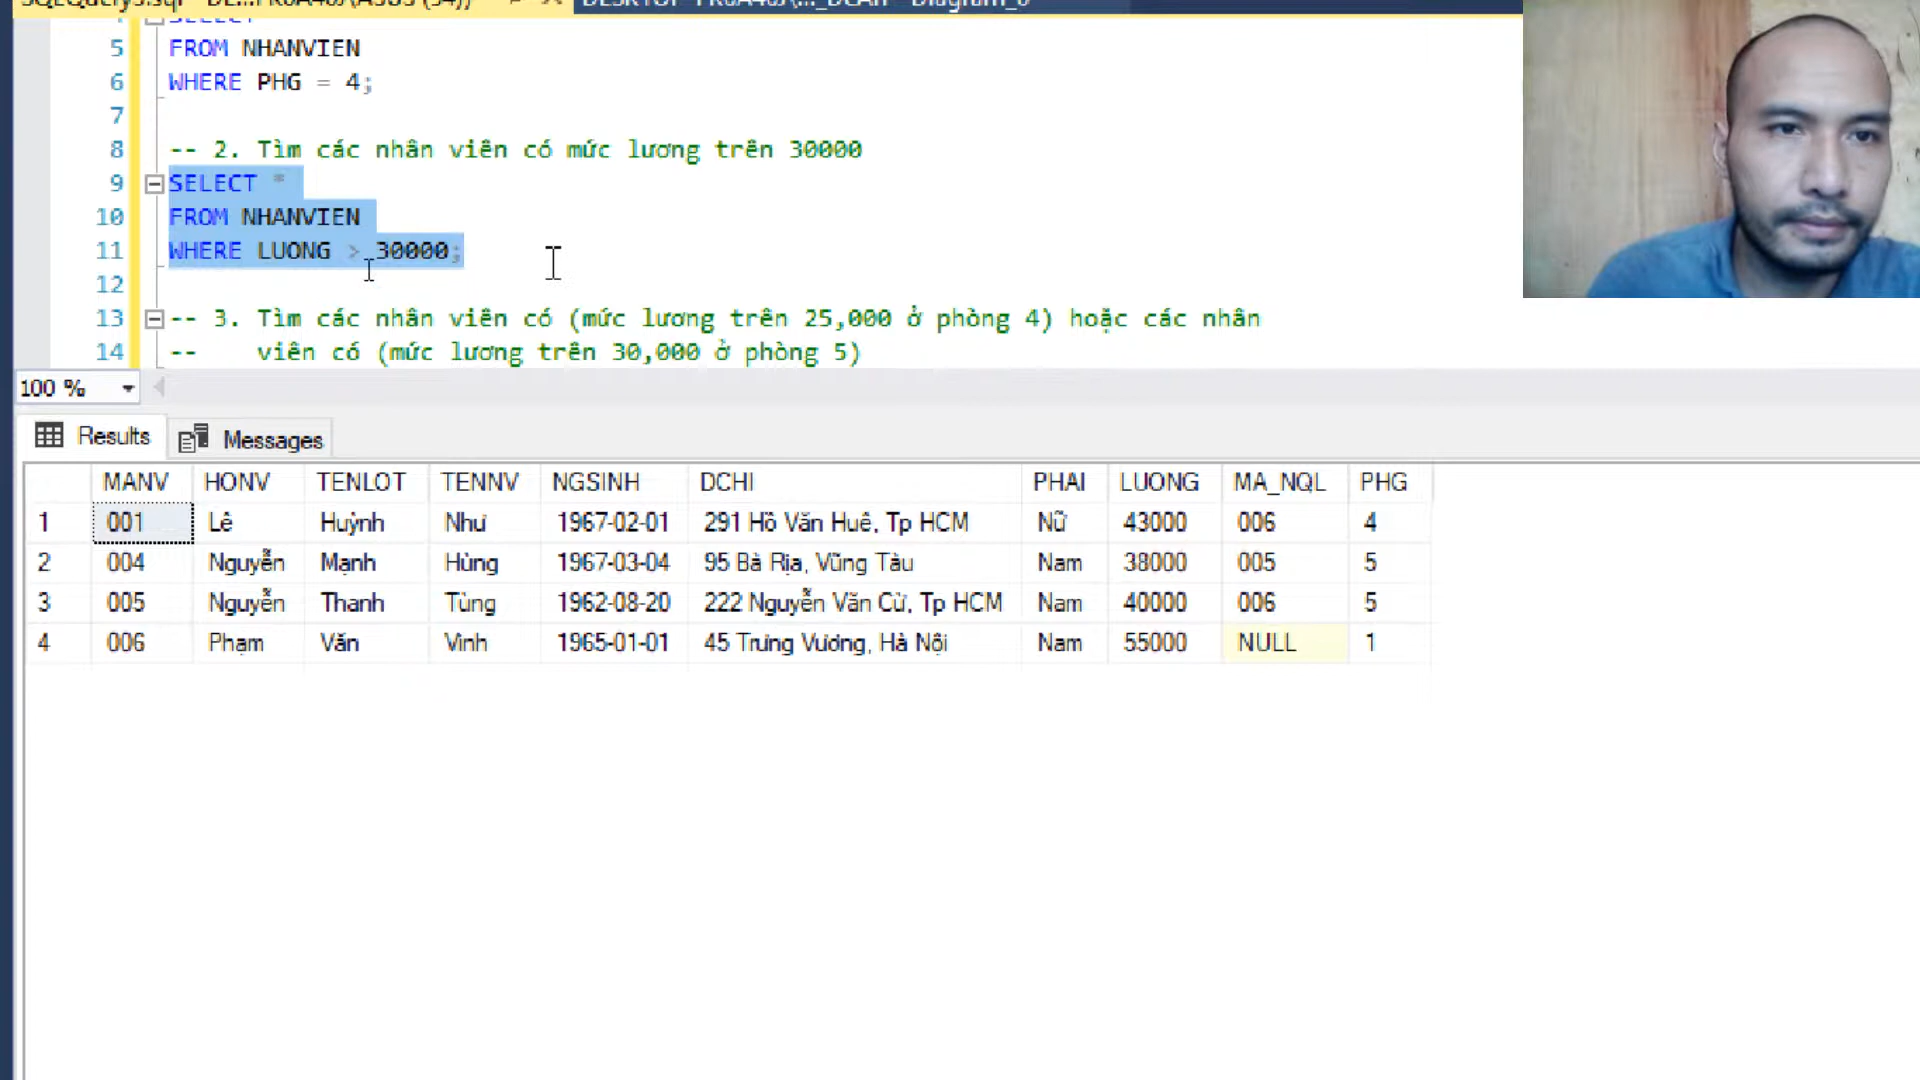 5 FROM NHANVIEN
6 WHERE PHG = 4;
7
8 -- 2. Tìm các nhân viên có mức lương trên 30000
9 SELECT *
10 FROM NHANVIEN
11 WHERE LUONG > 30000;
12
13 -- 3. Tìm các nhân viên có (mức lương trên 25,000 ở phòng 4) hoặc các nhân
14 -- viên có (mức lương trên 30,000 ở phòng 5)
100 %
Results Messages
MANV HONV TENLOT TENNV NGSINH DCHI PHAI LUONG MA_NQL PHG
1 001 Lê Huỳnh Như 1967-02-01 291 Hồ Văn Huê, Tp HCM Nữ 43000 006 4
2 004 Nguyễn Mạnh Hùng 1967-03-04 95 Bà Rịa, Vũng Tàu Nam 38000 005 5
3 005 Nguyễn Thanh Tùng 1962-08-20 222 Nguyễn Văn Cừ, Tp HCM Nam 40000 006 5
4 006 Phạm Văn Vinh 1965-01-01 45 Trưng Vương, Hà Nội Nam 55000 NULL 1